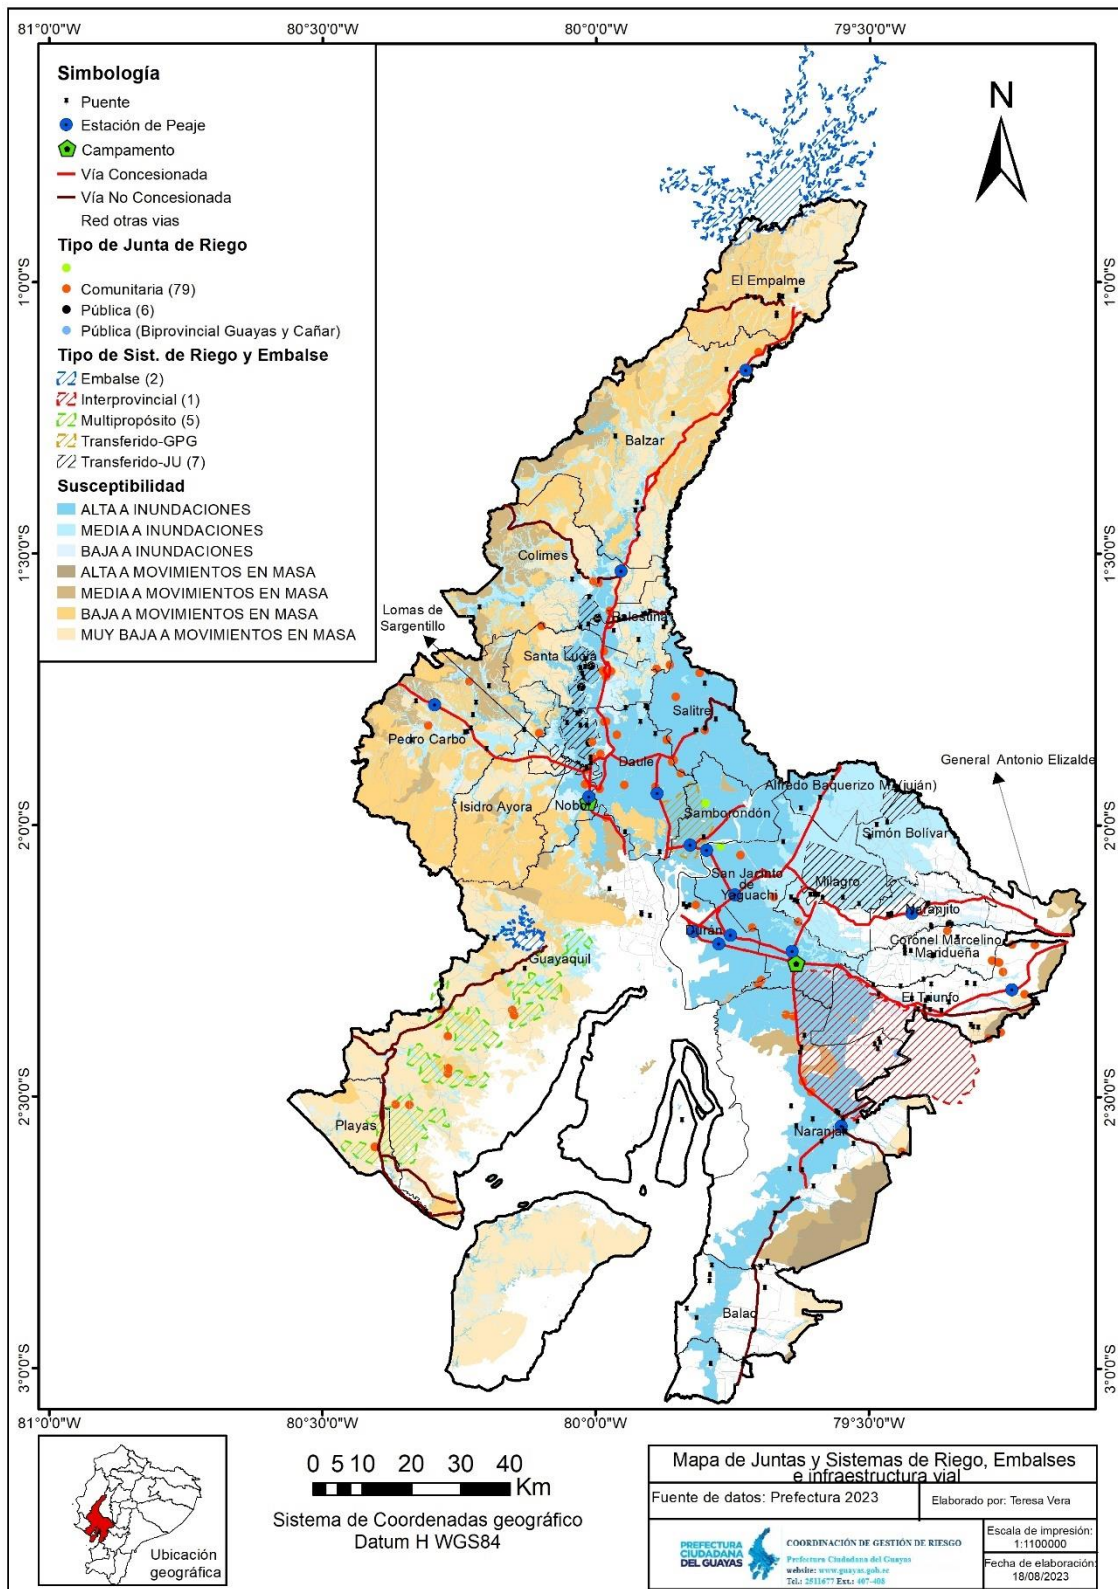 81°0'0"W
80°30'0"W
80°0'0"W
79°30'0"W
Simbología
Puente
Estación de Peaje
Campamento
Vía Concesionada
Vía No Concesionada
Red otras vias
Tipo de Junta de Riego
Comunitaria (79)
Pública (6)
Pública (Biprovincial Guayas y Cañar)
Tipo de Sist. de Riego y Embalse
Embalse (2)
Interprovincial (1)
Multipropósito (5)
Transferido-GPG
Transferido-JU (7)
Susceptibilidad
ALTA A INUNDACIONES
MEDIA A INUNDACIONES
BAJA A INUNDACIONES
ALTA A MOVIMIENTOS EN MASA
MEDIA A MOVIMIENTOS EN MASA
BAJA A MOVIMIENTOS EN MASA
MUY BAJA A MOVIMIENTOS EN MASA
N
1°0'0"S
1°0'0"S
1°30'0"S
1°30'0"S
2°0'0"S
2°0'0"S
2°30'0"S
2°30'0"S
3°0'0"S
3°0'0"S
El Empalme
Balzar
Colimes
Lomas de
Sargentillo
Palestina
Santa Lucía
Salitre
Pedro Carbo
Daule
General Antonio Elizalde
Isidro Ayora
Nobol
Alfredo Baquerizo M.(jujan)
Samborondón
Simón Bolívar
San Jacinto
de
Yaguachi
Milagro
Naranjito
Durán
Coronel Marcelino
Maridueña
Guayaquil
El Triunfo
Playas
Naranjal
Balao
81°0'0"W
80°30'0"W
80°0'0"W
79°30'0"W
Ubicación
geográfica
0 5 10 20 30 40
Km
Sistema de Coordenadas geográfico
Datum H WGS84
Mapa de Juntas y Sistemas de Riego, Embalses
e infraestructura vial
Fuente de datos: Prefectura 2023
Elaborado por: Teresa Vera
PREFECTURA
CIUDADANA
DEL GUAYAS
COORDINACIÓN DE GESTIÓN DE RIESGO
Prefectura Ciudadana del Guayas
website: www.guayas.gob.ec
Tel.: 2511677 Ext.: 407-408
Escala de impresión:
1:1100000
Fecha de elaboración:
18/08/2023